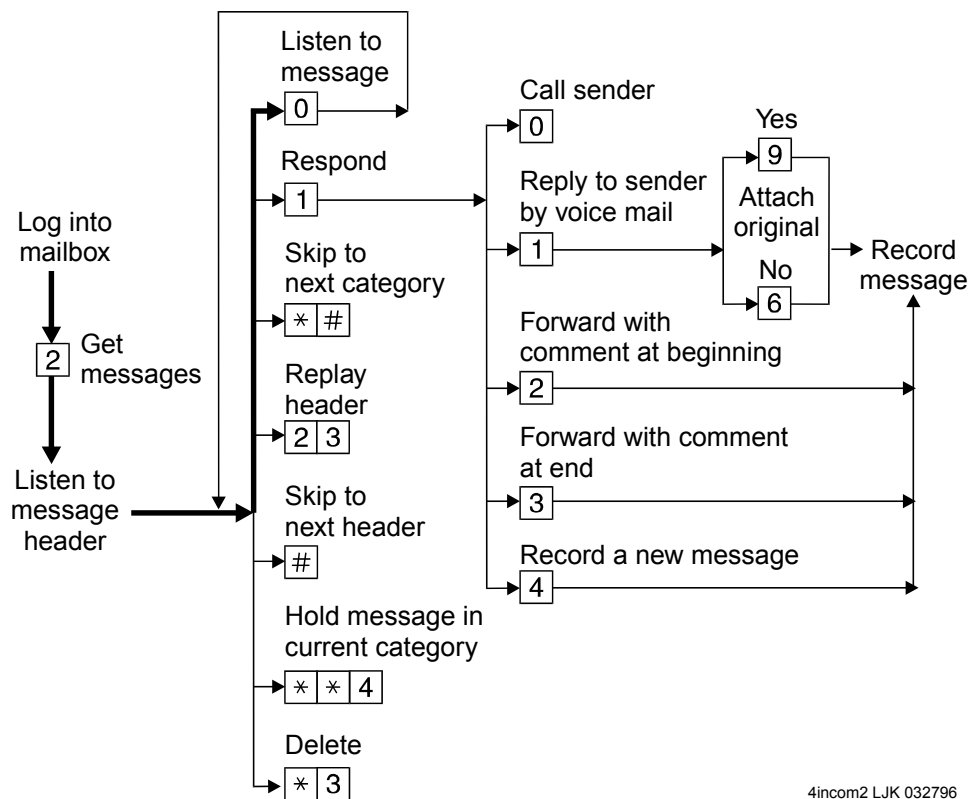 Log into
mailbox
2
Get
messages
Listen to
message
header
Listen to
message
0
Respond
1
Skip to
next category
* #
Replay
header
2 3
Skip to
next header
#
Hold message in
current category
* * 4
Delete
* 3
Call sender
0
Reply to sender
by voice mail
1
Yes
9
Attach
original
No
6
Record
message
Forward with
comment at beginning
2
Forward with comment
at end
3
Record a new message
4
4incom2 LJK 032796